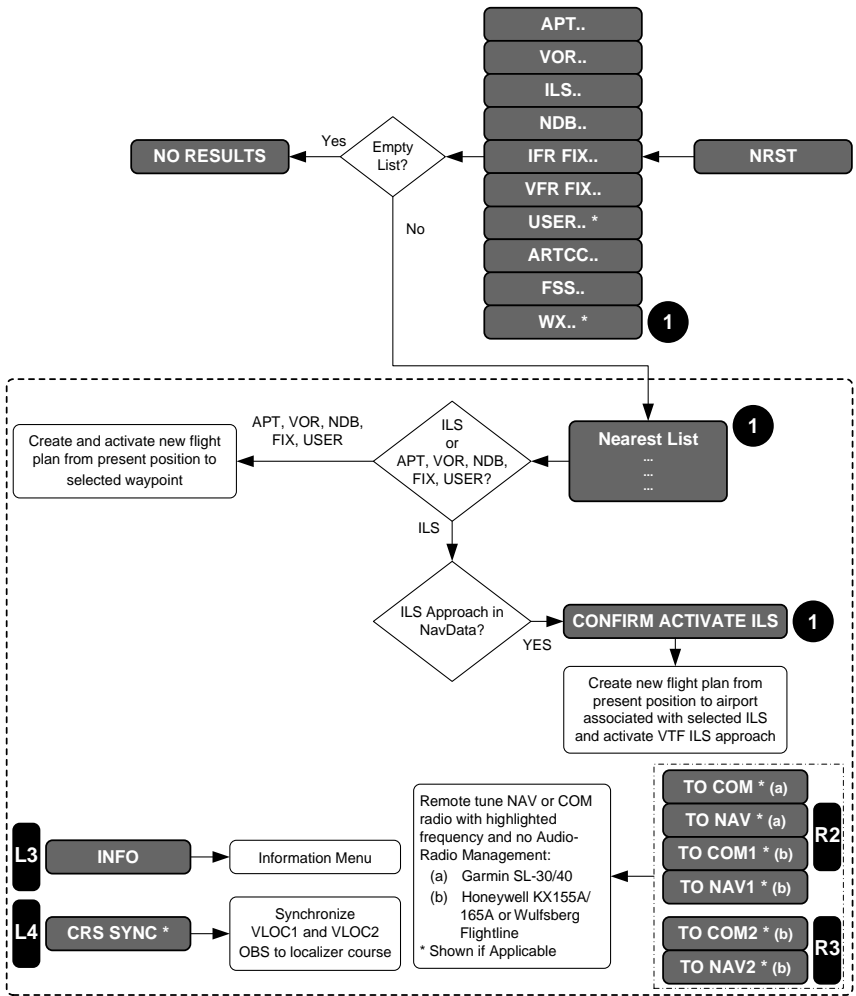 APT..
VOR..
ILS..
NDB..
IFR FIX..
VFR FIX..
USER.. *
ARTCC..
FSS..
WX.. *
1
NRST
Empty
List?
Yes
NO RESULTS
No
Nearest List
...
...
...
1
ILS
or
APT, VOR, NDB,
FIX, USER?
APT, VOR, NDB,
FIX, USER
Create and activate new flight
plan from present position to
selected waypoint
ILS
ILS Approach in
NavData?
YES
CONFIRM ACTIVATE ILS
1
Create new flight plan from
present position to airport
associated with selected ILS
and activate VTF ILS approach
TO COM * (a)
TO NAV * (a)
TO COM1 * (b)
TO NAV1 * (b)
R2
TO COM2 * (b)
TO NAV2 * (b)
R3
Remote tune NAV or COM
radio with highlighted
frequency and no Audio-
Radio Management:
(a) Garmin SL-30/40
(b) Honeywell KX155A/
165A or Wulfsberg
Flightline
* Shown if Applicable
L3
INFO
Information Menu
L4
CRS SYNC *
Synchronize
VLOC1 and VLOC2
OBS to localizer course